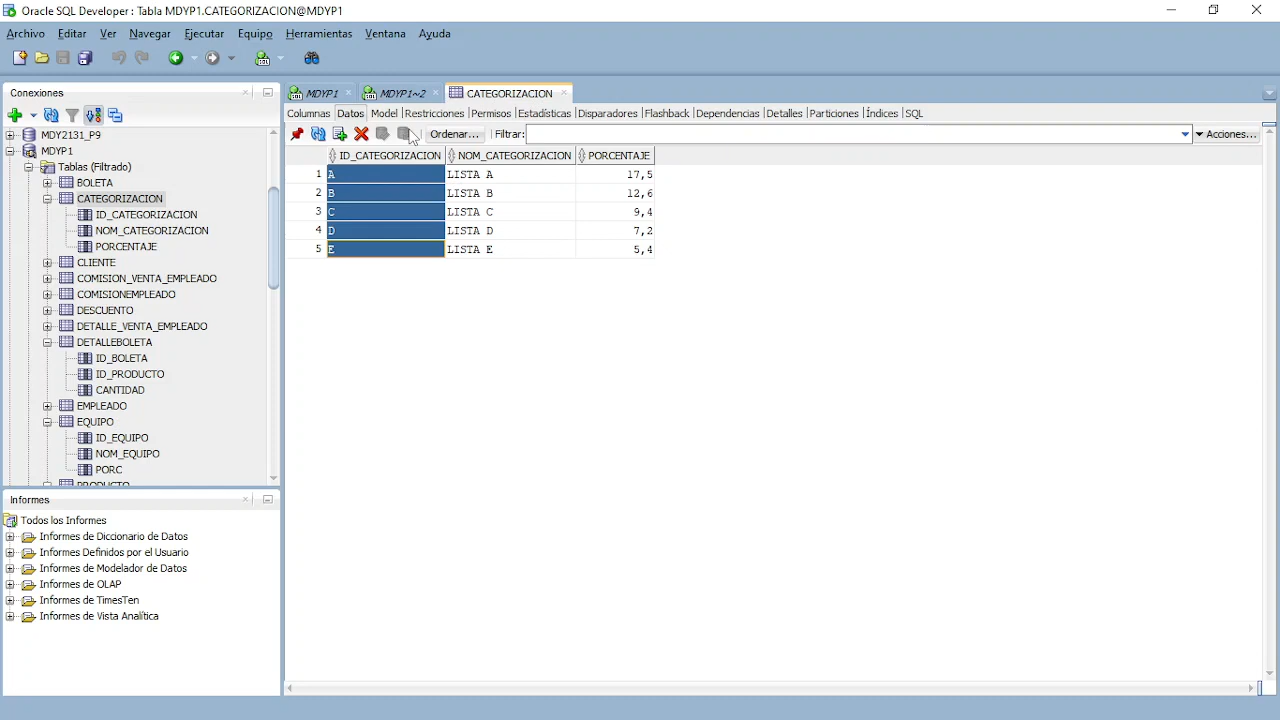 Oracle SQL Developer : Tabla MDYP1.CATEGORIZACION@MDYP1
Archivo Editar Ver Navegar Ejecutar Equipo Herramientas Ventana Ayuda
Conexiones
MDY2131_P9
MDYP1
Tablas (Filtrado)
BOLETA
CATEGORIZACION
ID_CATEGORIZACION
NOM_CATEGORIZACION
PORCENTAJE
CLIENTE
COMISION_VENTA_EMPLEADO
COMISIONEMPLEADO
DESCUENTO
DETALLE_VENTA_EMPLEADO
DETALLEBOLETA
ID_BOLETA
ID_PRODUCTO
CANTIDAD
EMPLEADO
EQUIPO
ID_EQUIPO
NOM_EQUIPO
PORC
PRODUCTO
Informes
Todos los Informes
Informes de Diccionario de Datos
Informes Definidos por el Usuario
Informes de Modelador de Datos
Informes de OLAP
Informes de TimesTen
Informes de Vista Analítica
MDYP1 MDYP1~2 CATEGORIZACION
Columnas Datos Model Restricciones Permisos Estadísticas Disparadores Flashback Dependencias Detalles Particiones Índices SQL
Ordenar... Filtrar: Acciones...
ID_CATEGORIZACION NOM_CATEGORIZACION PORCENTAJE
1 A LISTA A 17,5
2 B LISTA B 12,6
3 C LISTA C 9,4
4 D LISTA D 7,2
5 E LISTA E 5,4